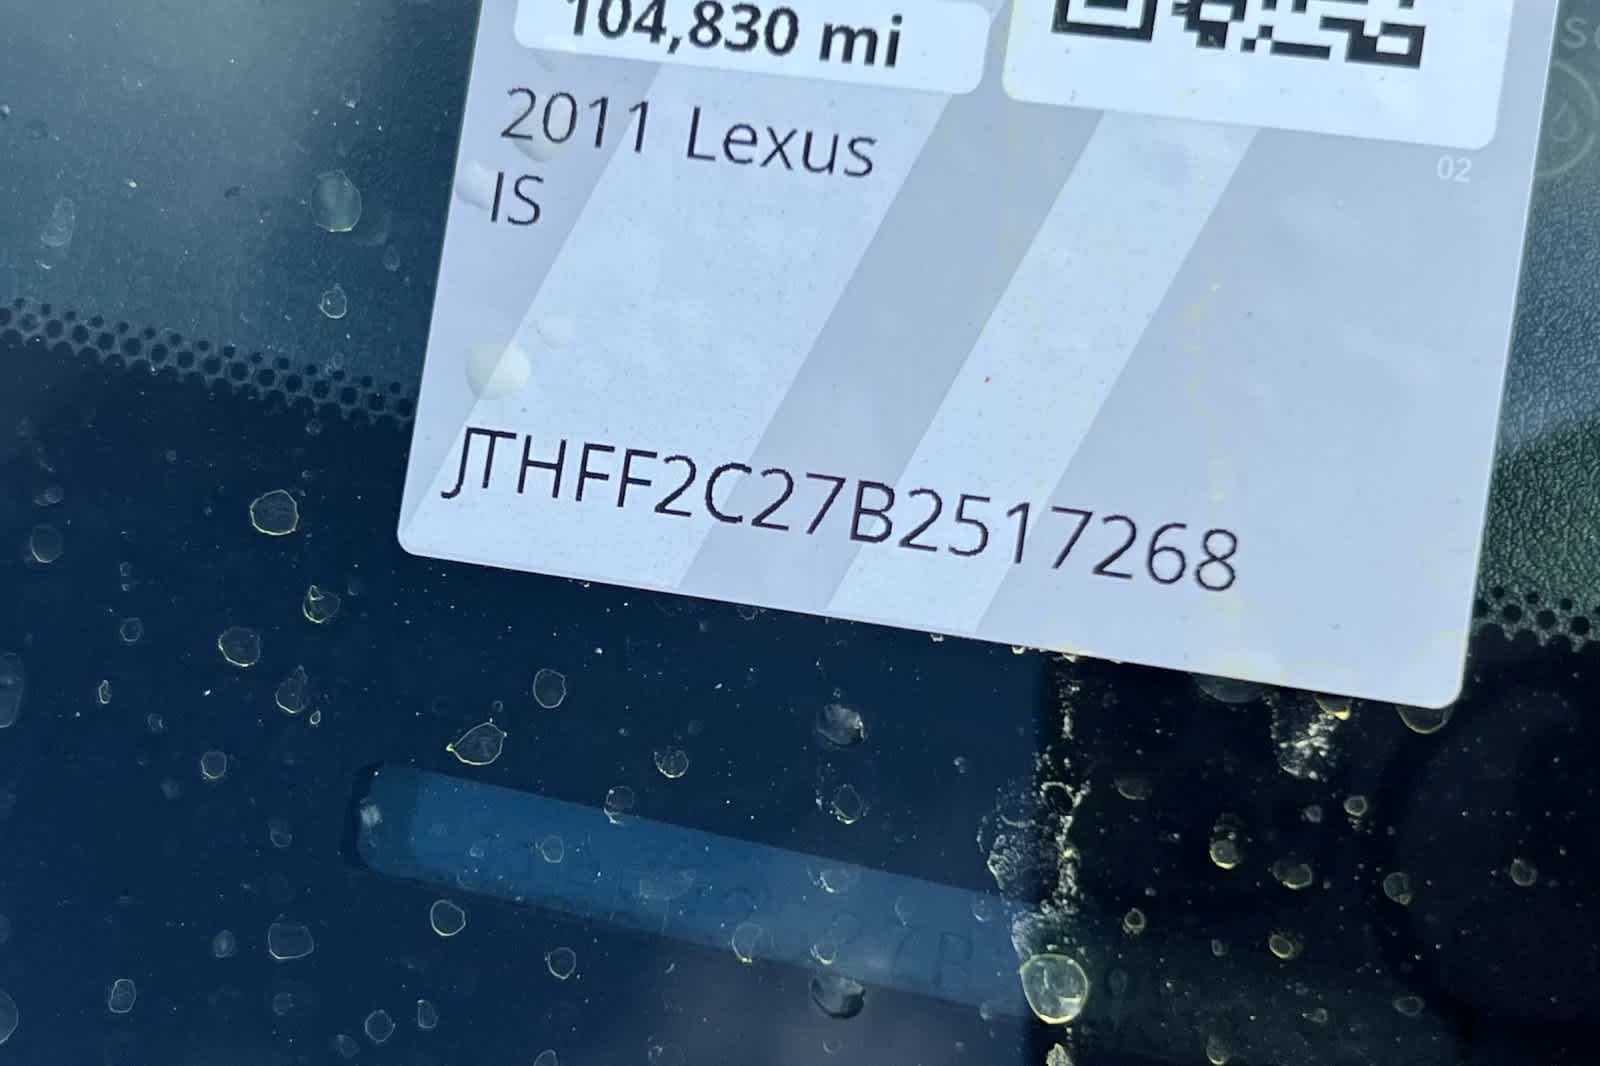 104,830 mi
2011 Lexus
IS
02
JTHFF2C27B2517268